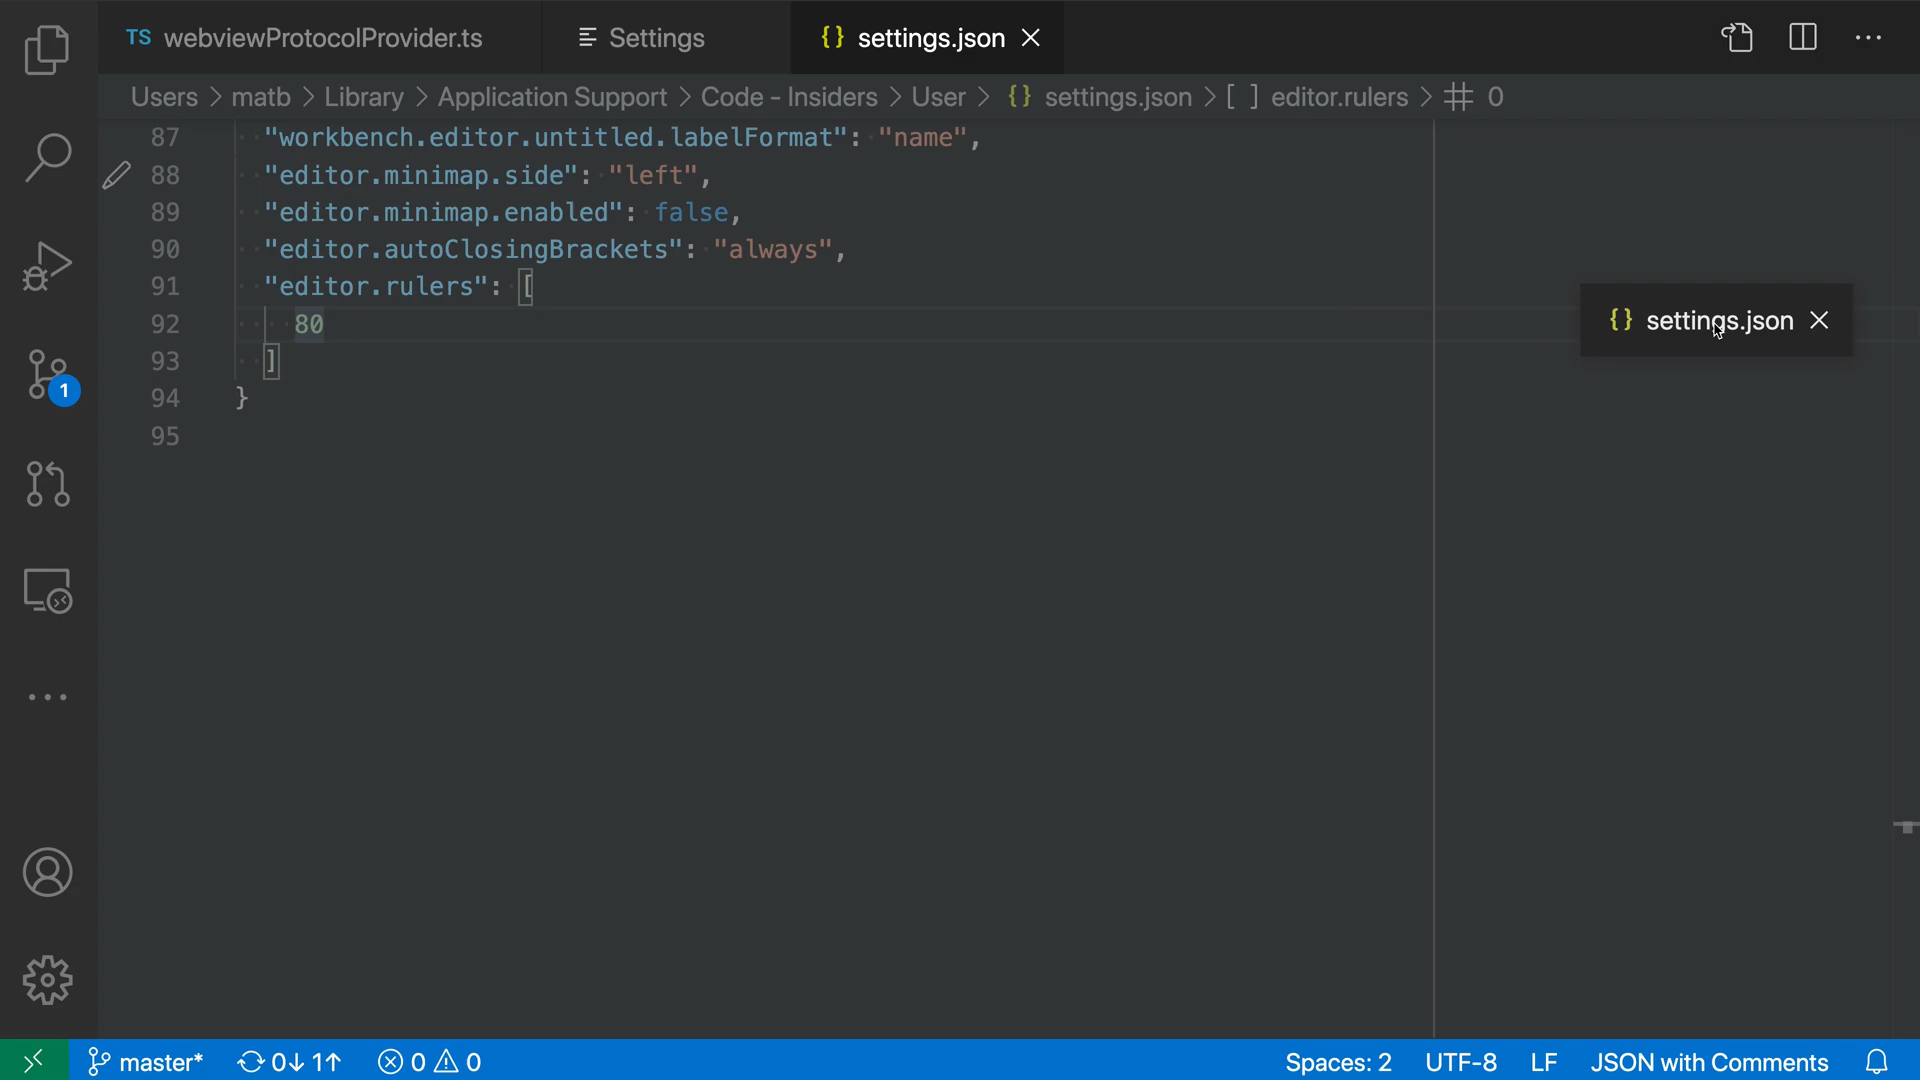 TS webviewProtocolProvider.ts Settings {} settings.json
Users > matb > Library > Application Support > Code - Insiders > User > {} settings.json > [ ] editor.rulers > # 0
87 "workbench.editor.untitled.labelFormat": "name",
88 "editor.minimap.side": "left",
89 "editor.minimap.enabled": false,
90 "editor.autoClosingBrackets": "always",
91 "editor.rulers": [
92 80
{} settings.json
93 ]
1
94 }
95
master* 0↓ 1↑ 0 0 Spaces: 2 UTF-8 LF JSON with Comments